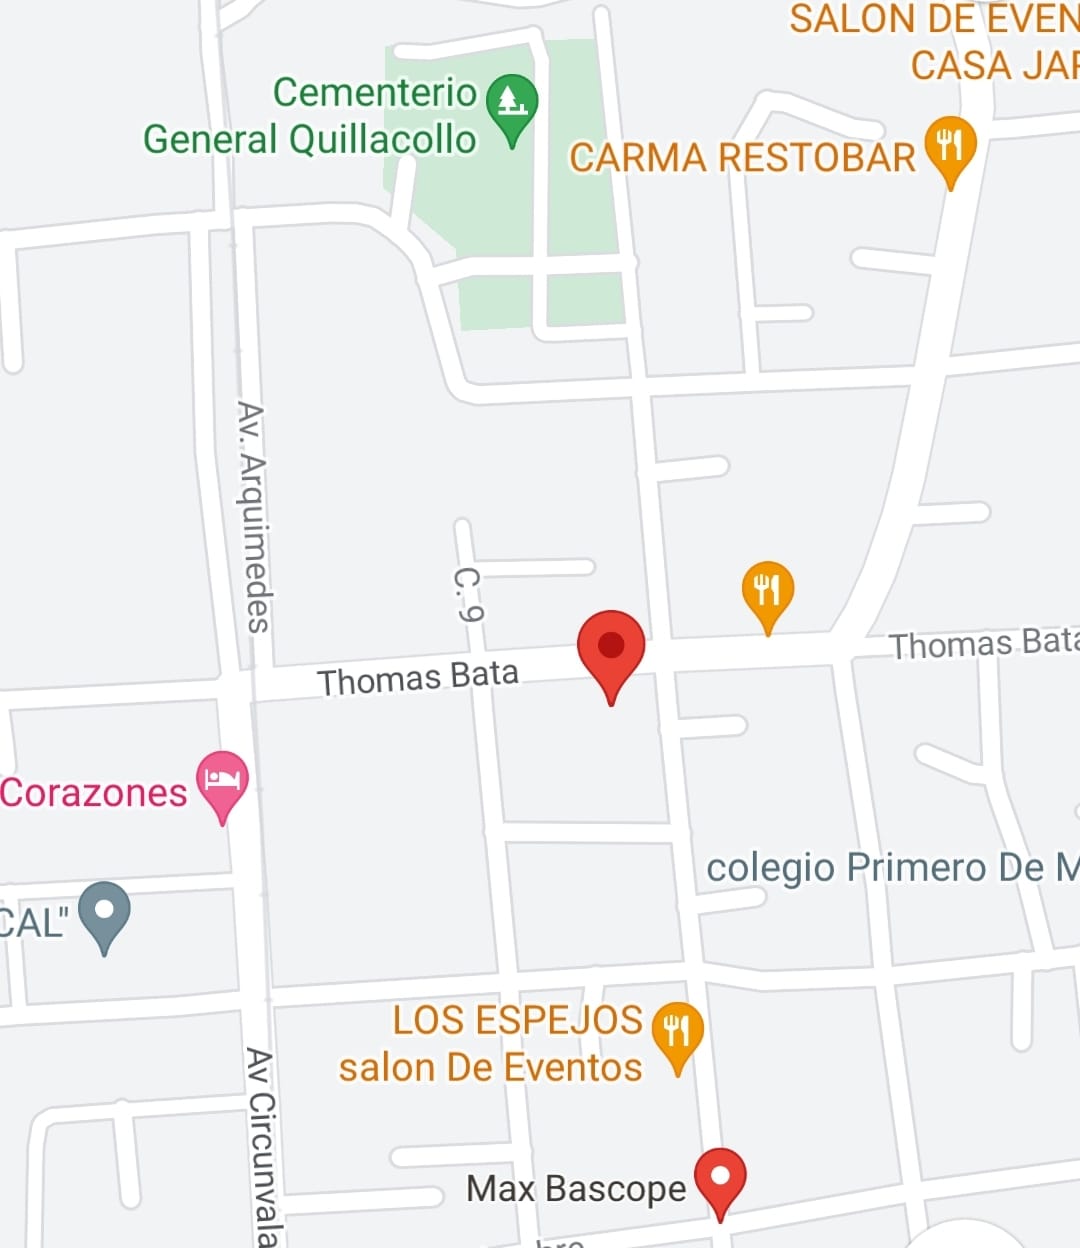 SALON DE EVEN
CASA JAR
Cementerio
General Quillacollo
CARMA RESTOBAR
Av. Arquimedes
C. 9
Thomas Bata
Thomas Bata
Corazones
colegio Primero De M
CAL"
LOS ESPEJOS
salon De Eventos
Av Circunvala
Max Bascope